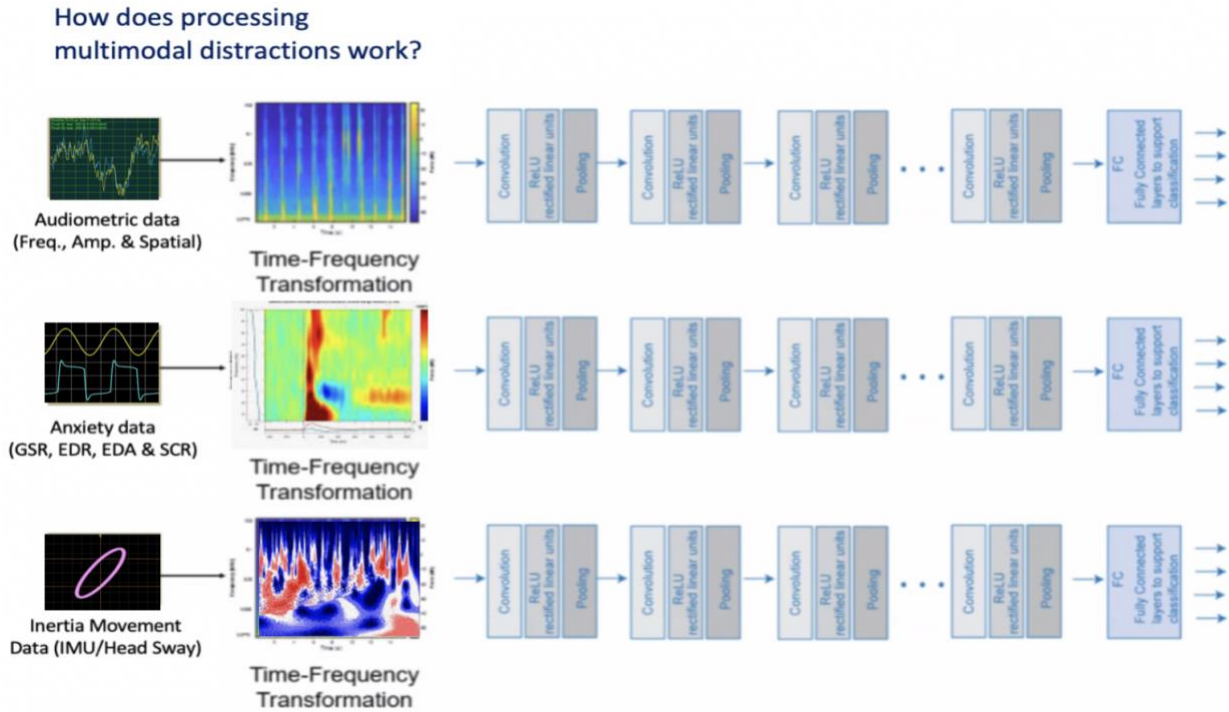 How does processing
multimodal distractions work?
Audiometric data
(Freq., Amp. & Spatial)
Time-Frequency
Transformation
Convolution
ReLU
rectified linear units
Pooling
Convolution
ReLU
rectified linear units
Pooling
Convolution
ReLU
rectified linear units
Pooling
• • •
ReLU
rectified linear units
Convolution
Pooling
FC
Fully Connected
layers to support
classification
Anxiety data
(GSR, EDR, EDA & SCR)
Time-Frequency
Transformation
Convolution
ReLU
rectified linear units
Pooling
Convolution
ReLU
rectified linear units
Pooling
Convolution
ReLU
rectified linear units
Pooling
• • •
Convolution
ReLU
rectified linear units
Pooling
FC
Fully Connected
layers to support
classification
Inertia Movement
Data (IMU/Head Sway)
Time-Frequency
Transformation
Convolution
ReLU
rectified linear units
Pooling
Convolution
ReLU
rectified linear units
Pooling
Convolution
ReLU
rectified linear units
Pooling
• • •
Convolution
ReLU
rectified linear units
Pooling
FC
Fully Connected
layers to support
classification